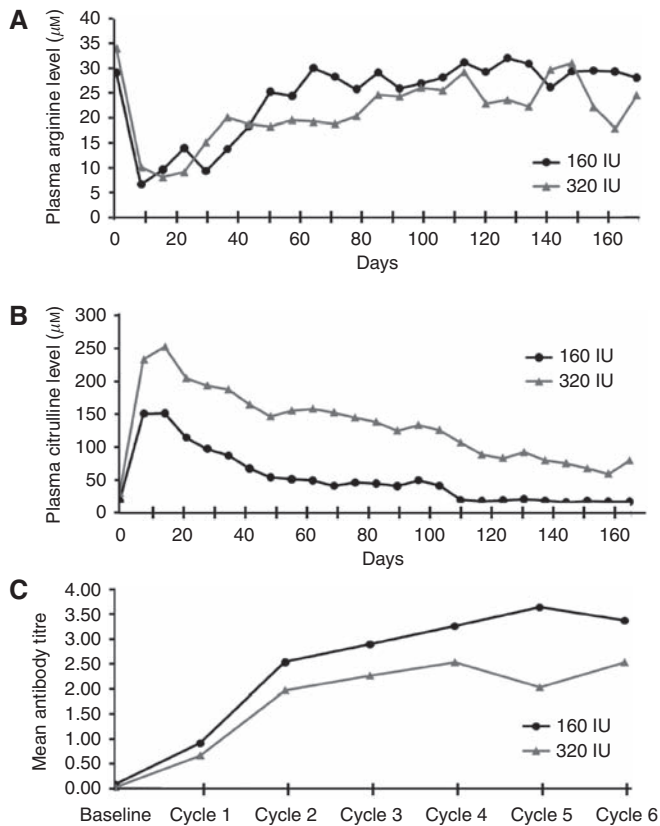 A
Plasma arginine level (μM)
40
35
30
25
20
15
10
5
0
160 IU
320 IU
0 20 40 60 80 100 120 140 160
Days
B
Plasma citrulline level (μM)
300
250
200
150
100
50
0
160 IU
320 IU
0 20 40 60 80 100 120 140 160
Days
C
Mean antibody titre
4.00
3.50
3.00
2.50
2.00
1.50
1.00
0.50
0.00
160 IU
320 IU
Baseline Cycle 1 Cycle 2 Cycle 3 Cycle 4 Cycle 5 Cycle 6